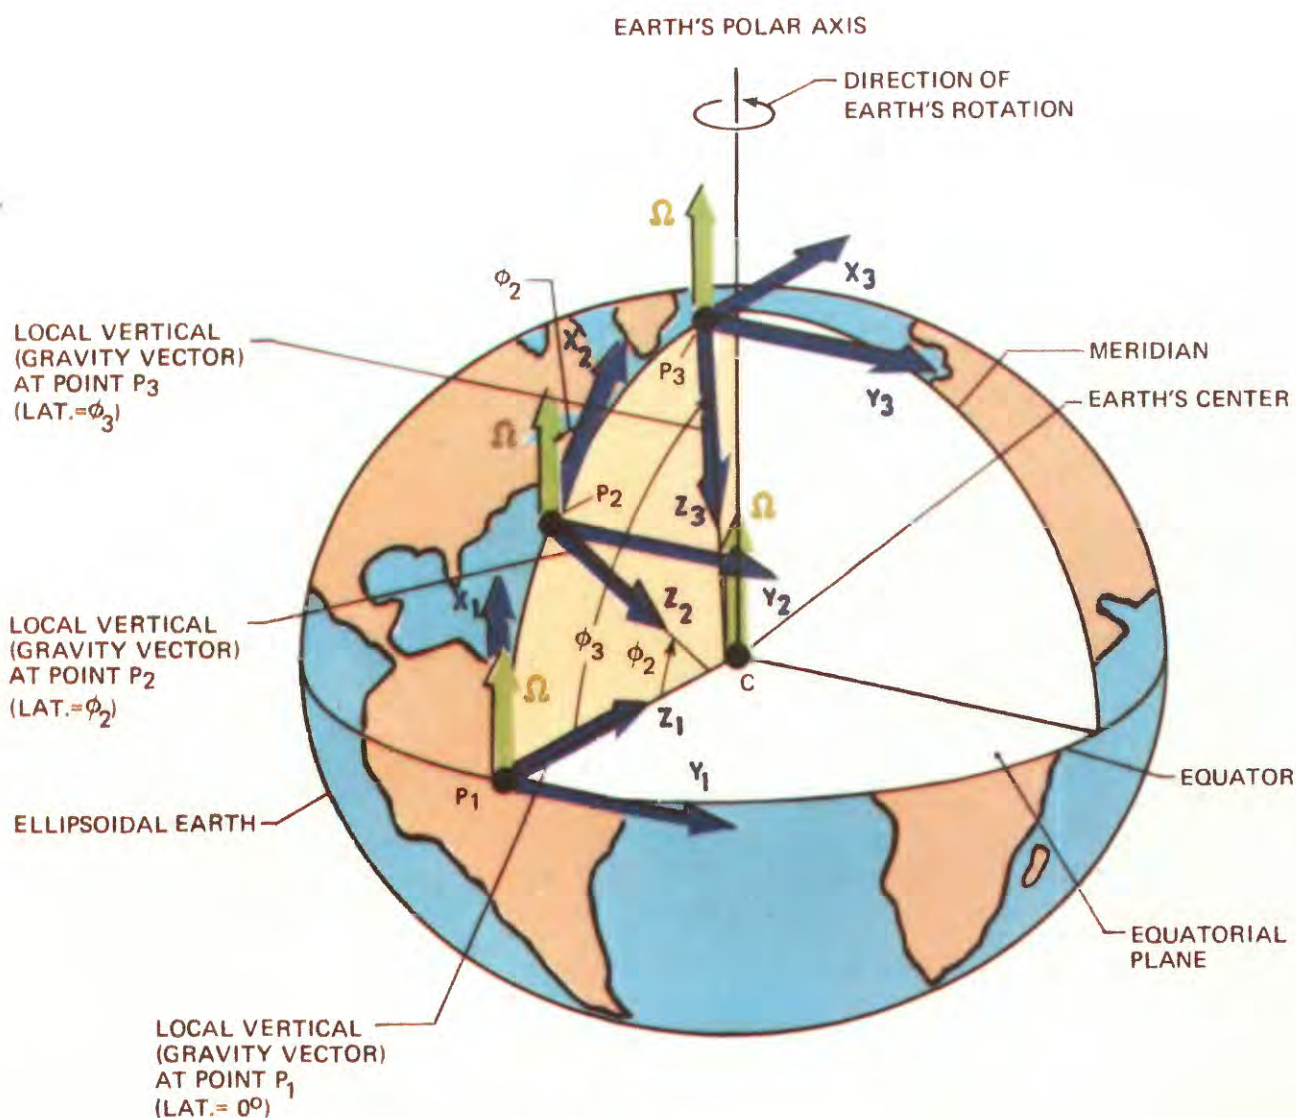 EARTH'S POLAR AXIS
DIRECTION OF
EARTH'S ROTATION
Ω
X₃
ϕ₂
LOCAL VERTICAL
(GRAVITY VECTOR)
AT POINT P₃
(LAT.=ϕ₃)
X₂
P₃
MERIDIAN
Y₃
EARTH'S CENTER
Ω
P₂
Z₃
Ω
X₁
Z₂
Y₂
LOCAL VERTICAL
(GRAVITY VECTOR)
AT POINT P₂
(LAT.=ϕ₂)
ϕ₃
ϕ₂
Ω
C
Z₁
Y₁
P₁
EQUATOR
ELLIPSOIDAL EARTH
EQUATORIAL
PLANE
LOCAL VERTICAL
(GRAVITY VECTOR)
AT POINT P₁
(LAT.= 0º)